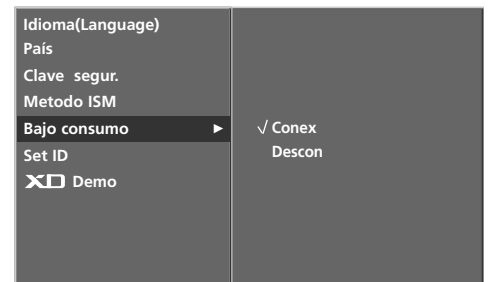 Idioma(Language)
País
Clave segur.
Metodo ISM
Bajo consumo ►
Set ID
XD Demo
√ Conex
Descon